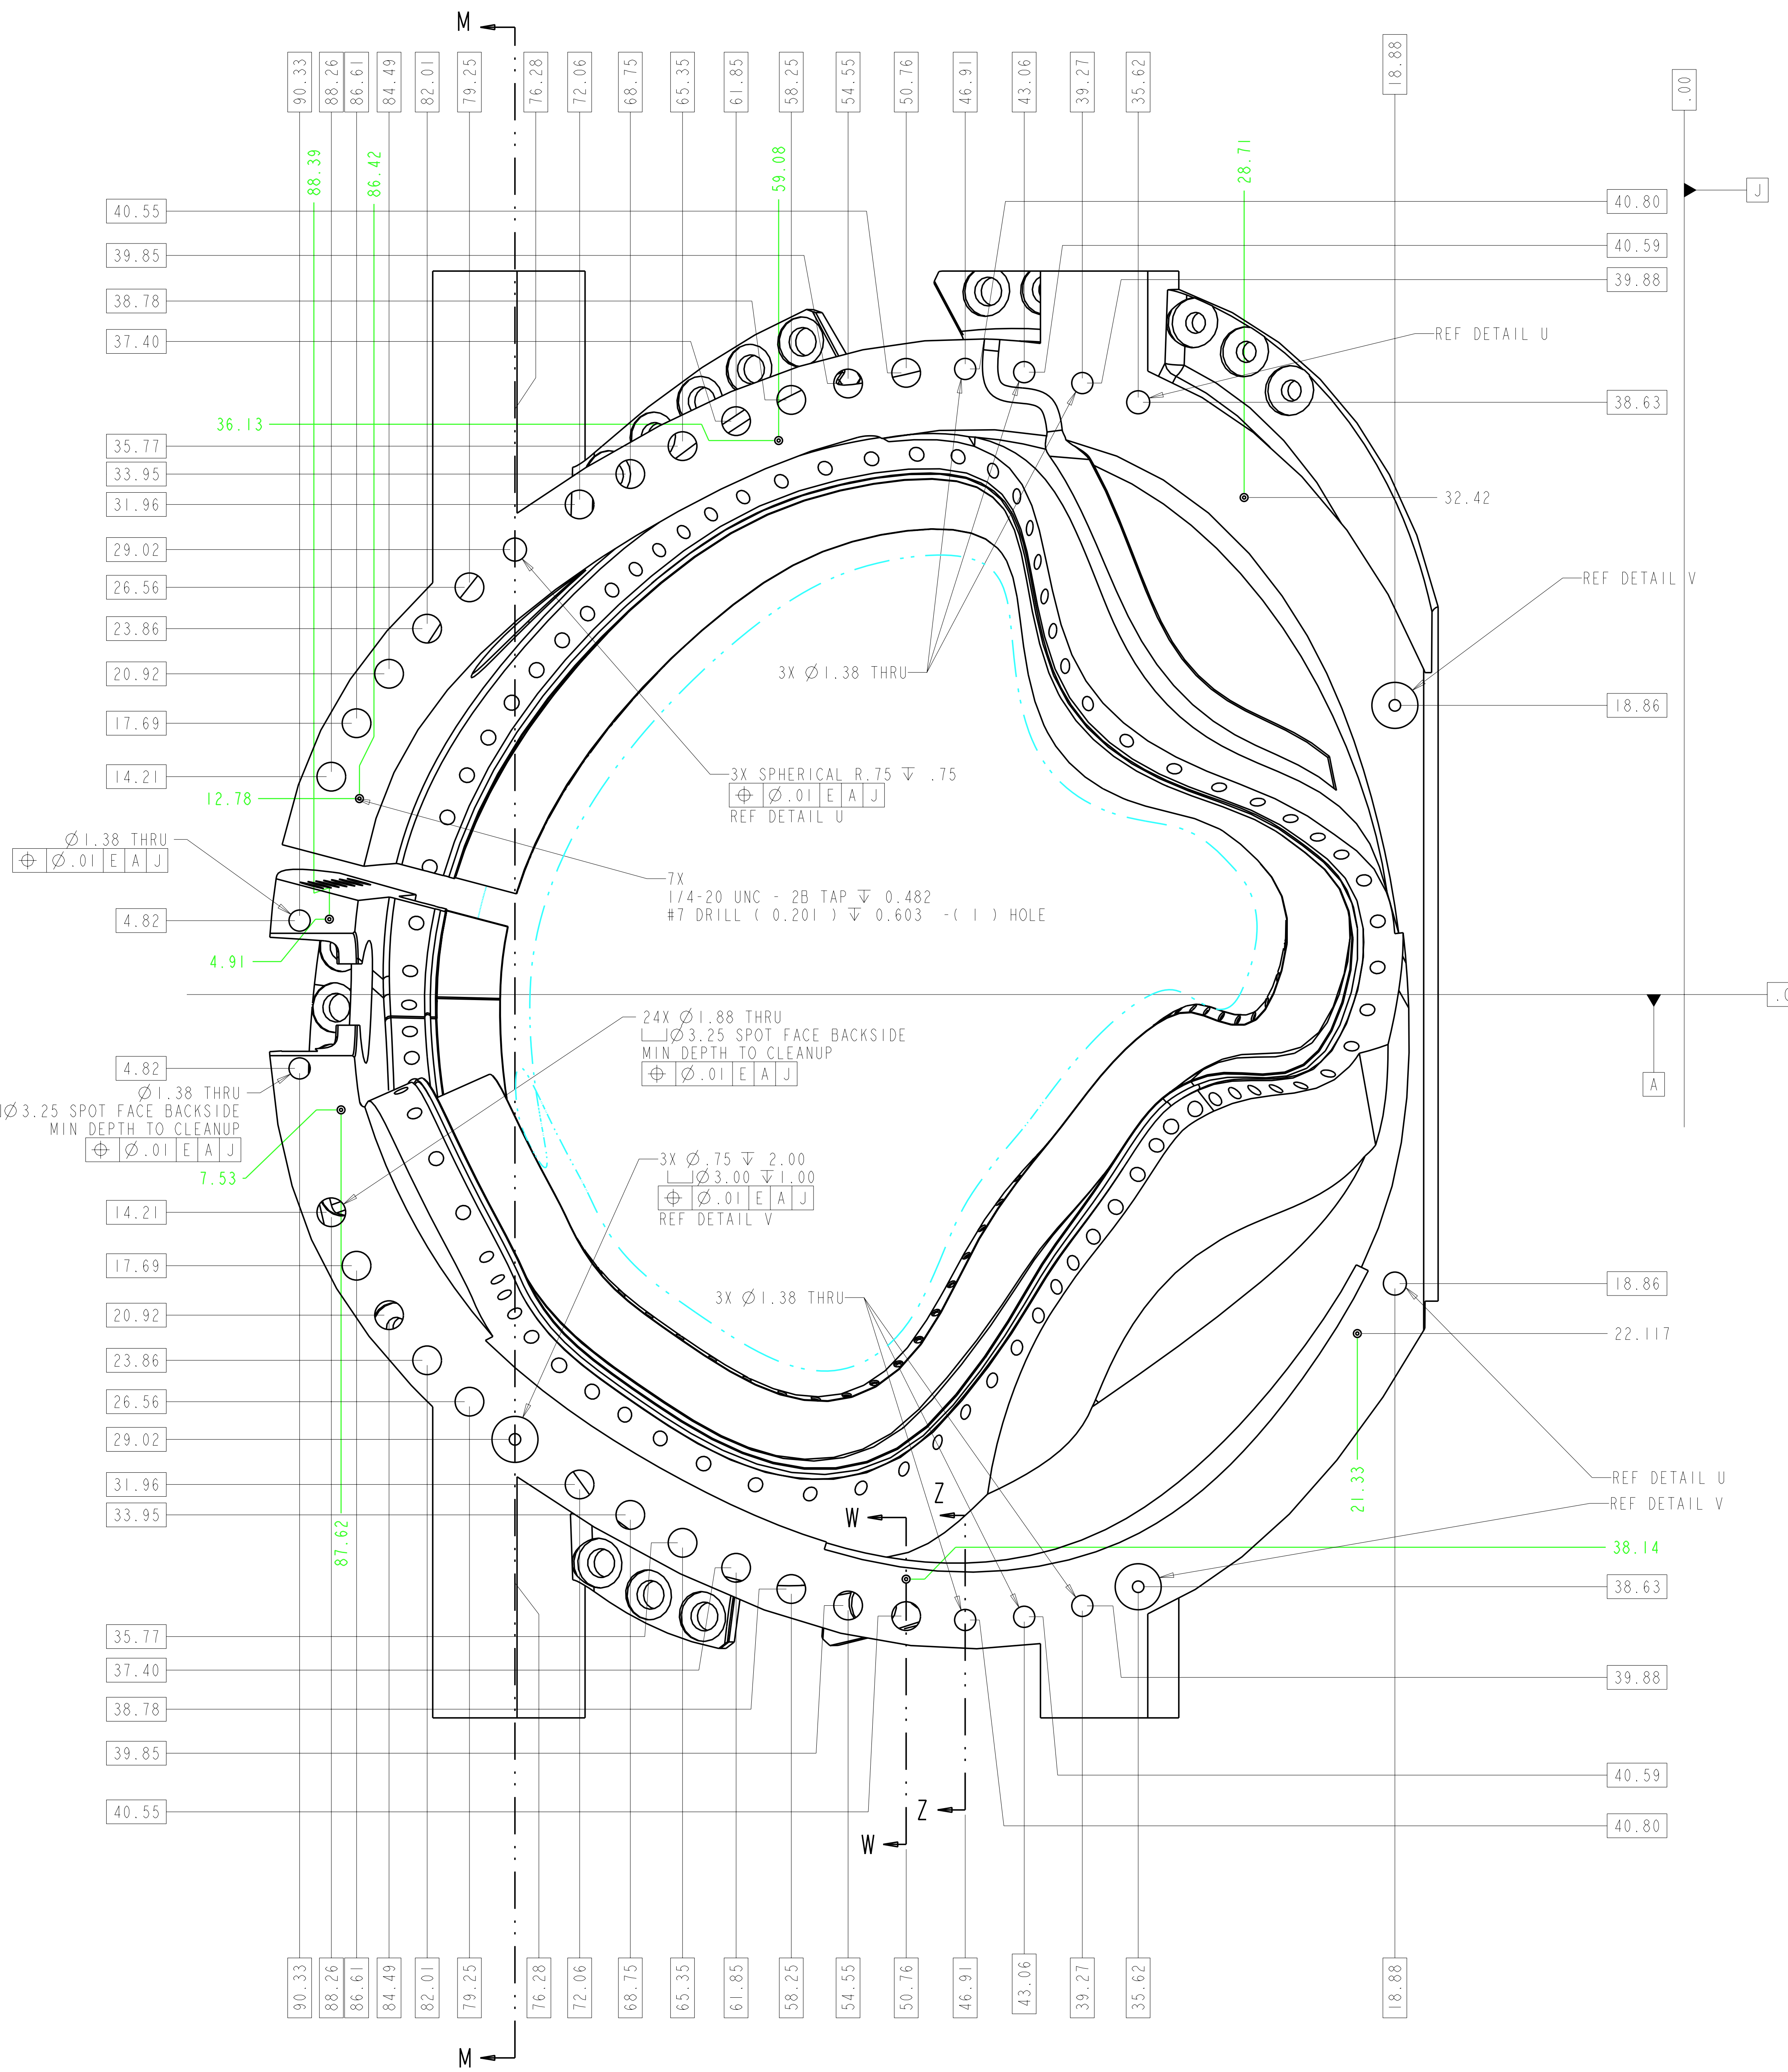 M
90.33
88.26
86.61
84.49
82.01
79.25
76.28
72.06
68.75
65.35
61.85
58.25
54.55
50.76
46.91
43.06
39.27
35.62
18.88
.00
88.39
86.42
59.08
28.71
J
40.55
39.85
38.78
37.40
36.13
35.77
33.95
31.96
29.02
26.56
23.86
20.92
17.69
14.21
12.78
40.80
40.59
39.88
REF DETAIL U
38.63
32.42
REF DETAIL V
18.86
3X Ø1.38 THRU
3X SPHERICAL R.75 ↧ .75
⌖ Ø.01 E A J
REF DETAIL U
Ø1.38 THRU
⌖ Ø.01 E A J
4.82
4.91
7X
1/4-20 UNC - 2B TAP ↧ 0.482
#7 DRILL ( 0.201 ) ↧ 0.603 -( 1 ) HOLE
24X Ø1.88 THRU
⌴Ø3.25 SPOT FACE BACKSIDE
MIN DEPTH TO CLEANUP
⌖ Ø.01 E A J
A
4.82
Ø1.38 THRU
Ø3.25 SPOT FACE BACKSIDE
MIN DEPTH TO CLEANUP
⌖ Ø.01 E A J
7.53
3X Ø.75 ↧ 2.00
⌴Ø3.00 ↧1.00
⌖ Ø.01 E A J
REF DETAIL V
14.21
17.69
20.92
23.86
26.56
29.02
31.96
33.95
87.62
35.77
37.40
38.78
39.85
40.55
3X Ø1.38 THRU
18.86
22.117
21.33
REF DETAIL U
REF DETAIL V
Z
W
38.14
38.63
39.88
40.59
40.80
Z
W
90.33
88.26
86.61
84.49
82.01
79.25
76.28
72.06
68.75
65.35
61.85
58.25
54.55
50.76
46.91
43.06
39.27
35.62
18.88
M